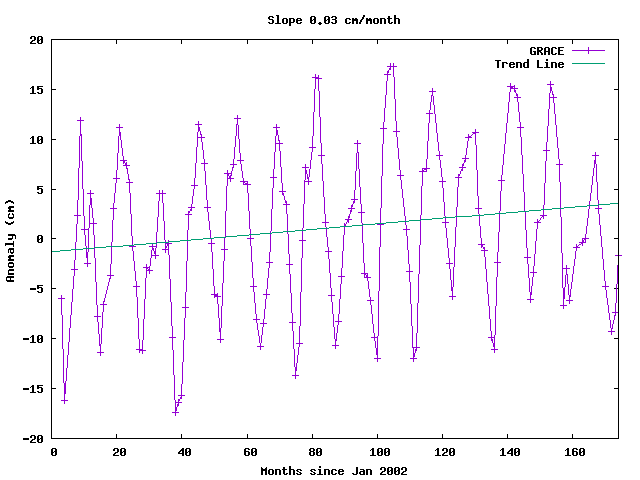 Slope 0.03 cm/month
GRACE
Trend Line
20
15
10
5
0
-5
-10
-15
-20
Anomaly (cm)
0 20 40 60 80 100 120 140 160
Months since Jan 2002